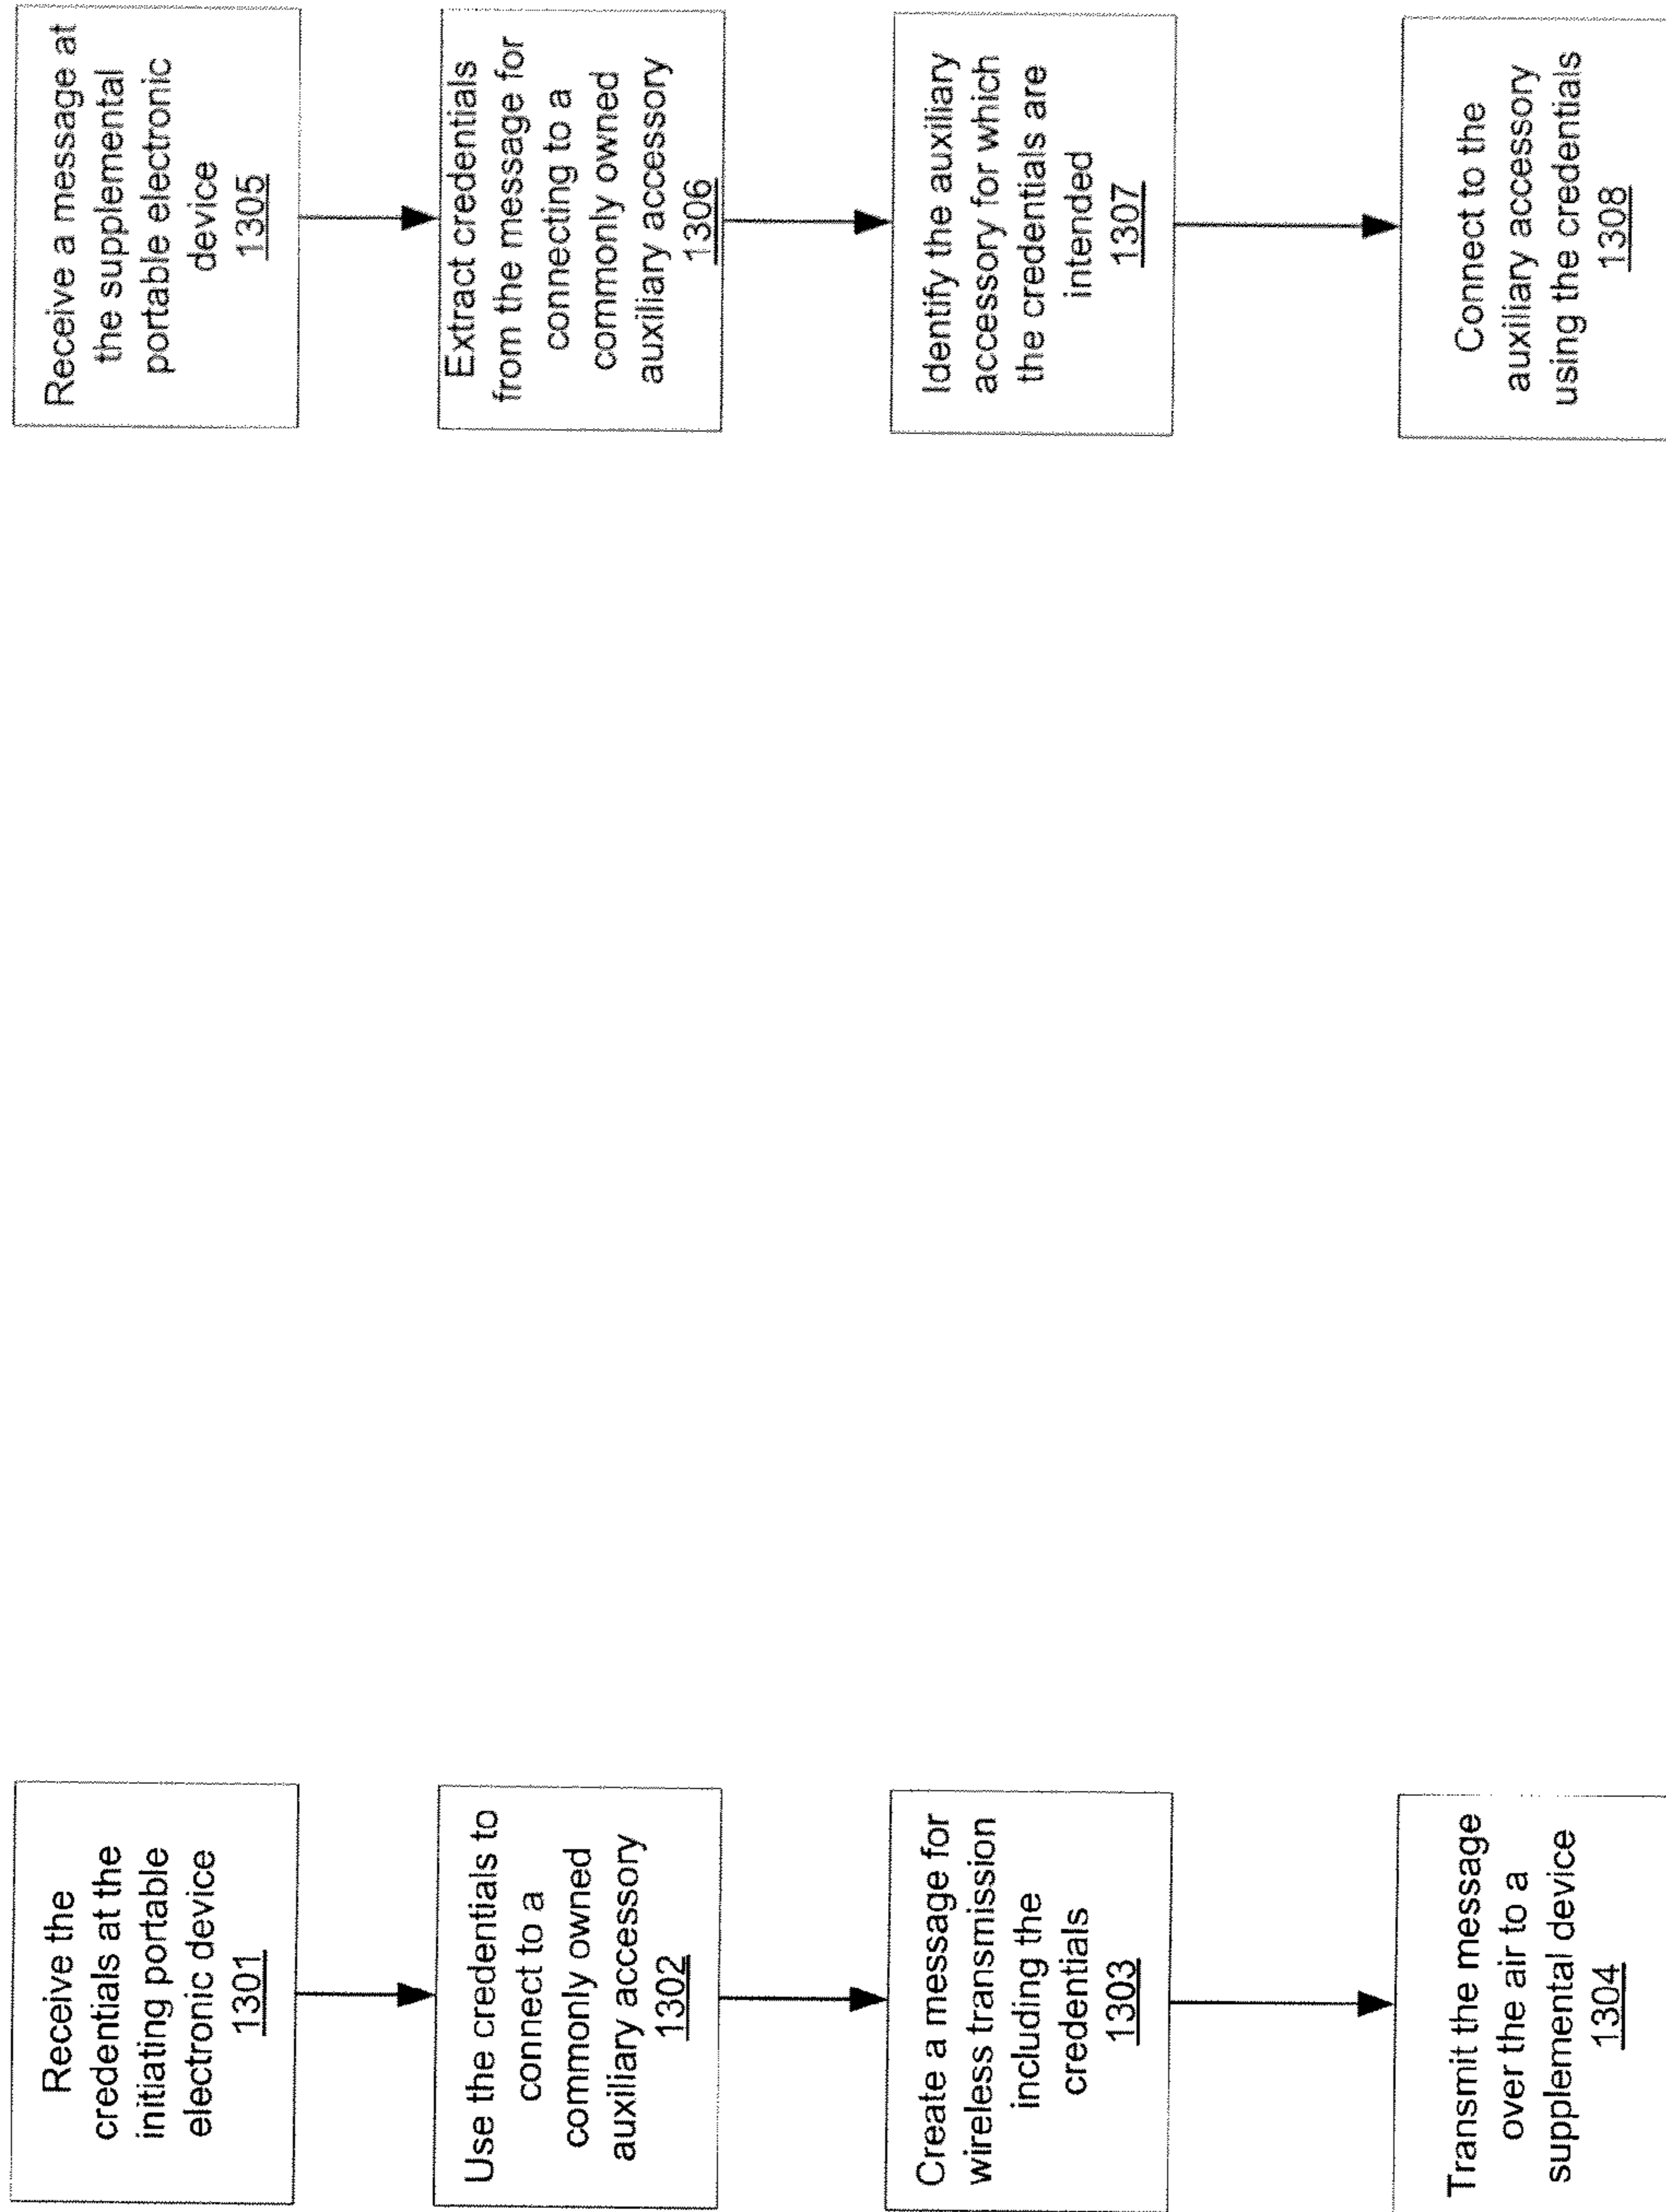 Receive the
credentials at the
initiating portable
electronic device
1301
Use the credentials to
connect to a
commonly owned
auxiliary accessory
1302
Create a message for
wireless transmission
including the
credentials
1303
Transmit the message
over the air to a
supplemental device
1304
Receive a message at
the supplemental
portable electronic
device
1305
Extract credentials
from the message for
connecting to a
commonly owned
auxiliary accessory
1306
Identify the auxiliary
accessory for which
the credentials are
intended
1307
Connect to the
auxiliary accessory
using the credentials
1308